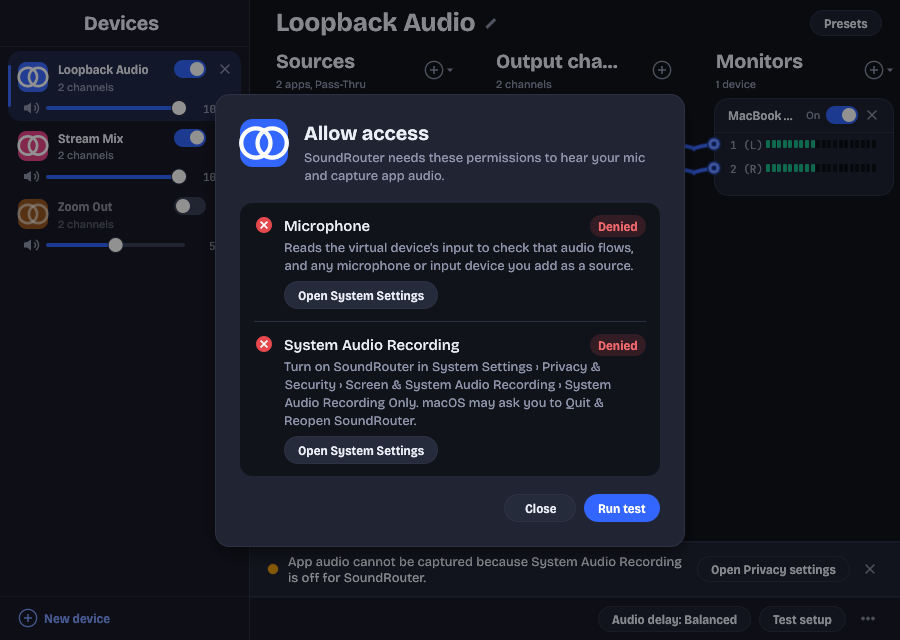 Devices
Loopback Audio
2 channels
10
Stream Mix
2 channels
10
Zoom Out
2 channels
5
New device
Loopback Audio
Presets
Sources
2 apps, Pass-Thru
Output cha...
2 channels
Monitors
1 device
MacBook ...
On
1 (L)
2 (R)
Allow access
SoundRouter needs these permissions to hear your mic
and capture app audio.
Microphone
Denied
Reads the virtual device's input to check that audio flows,
and any microphone or input device you add as a source.
Open System Settings
System Audio Recording
Denied
Turn on SoundRouter in System Settings › Privacy &
Security › Screen & System Audio Recording › System
Audio Recording Only. macOS may ask you to Quit &
Reopen SoundRouter.
Open System Settings
Close
Run test
App audio cannot be captured because System Audio Recording
is off for SoundRouter.
Open Privacy settings
Audio delay: Balanced
Test setup